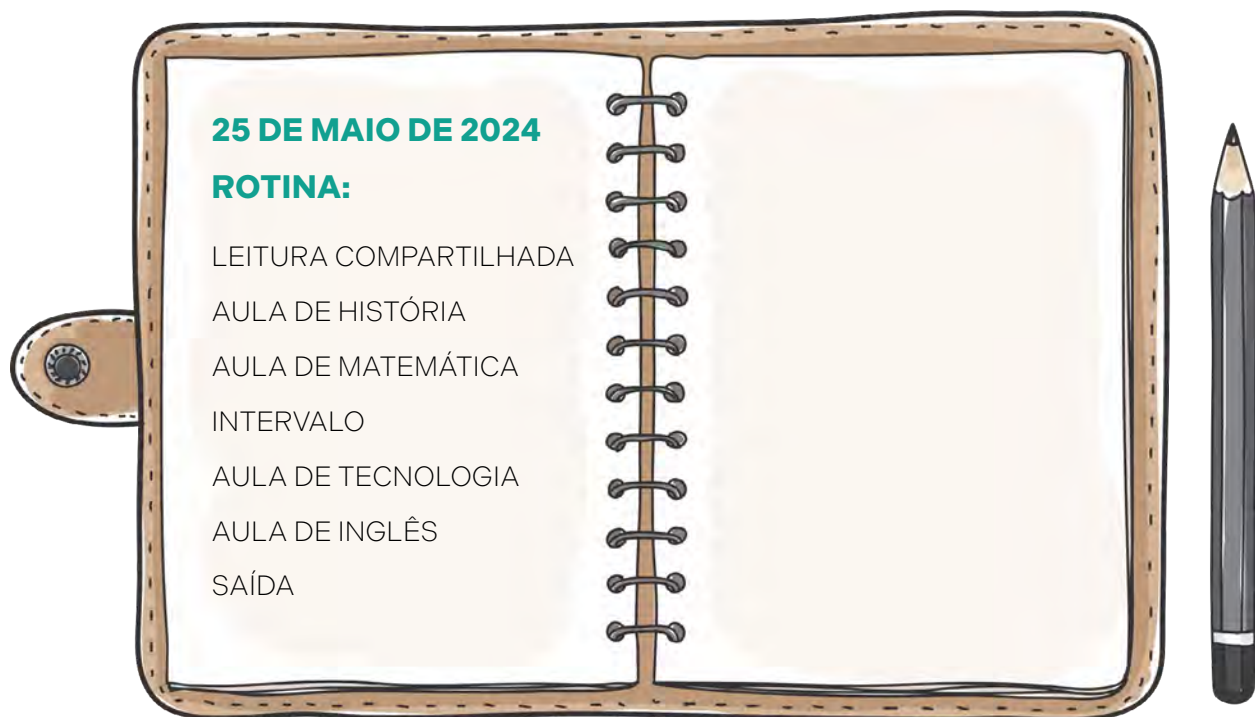 25 DE MAIO DE 2024
ROTINA:
LEITURA COMPARTILHADA
AULA DE HISTÓRIA
AULA DE MATEMÁTICA
INTERVALO
AULA DE TECNOLOGIA
AULA DE INGLÊS
SAÍDA